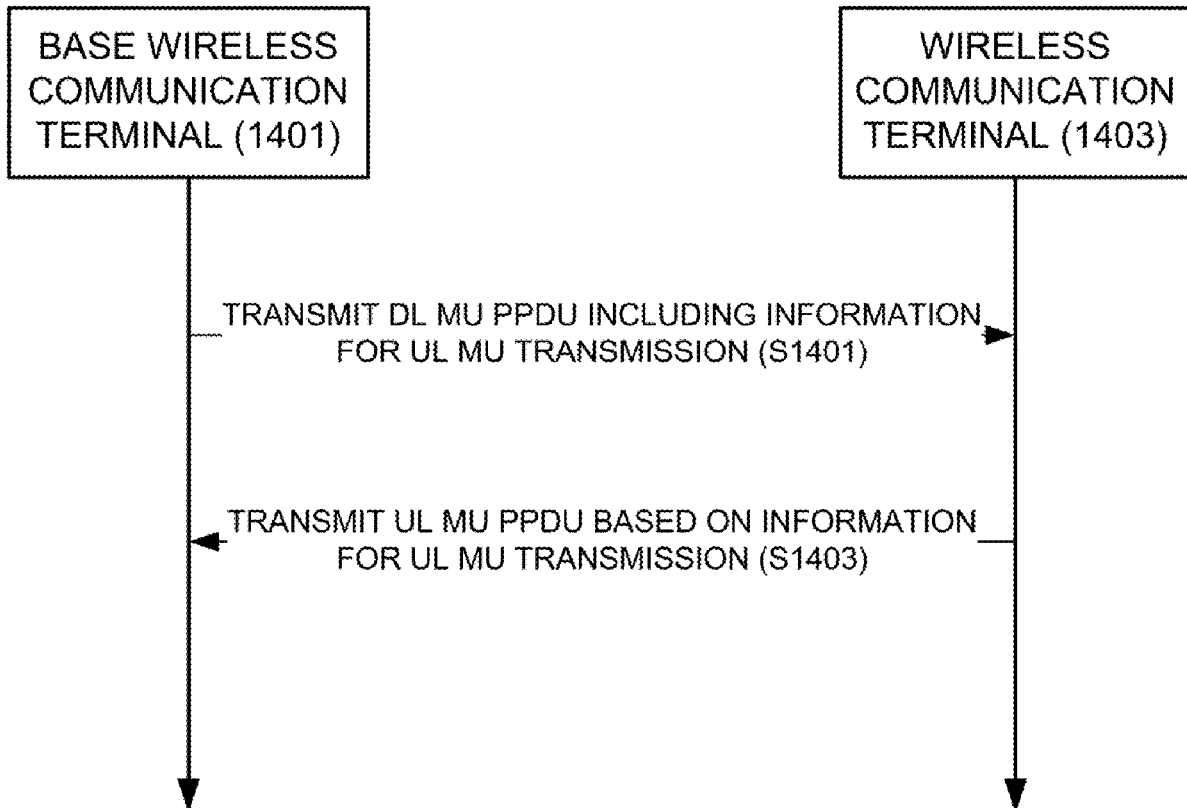 BASE WIRELESS
COMMUNICATION
TERMINAL (1401)
WIRELESS
COMMUNICATION
TERMINAL (1403)
TRANSMIT DL MU PPDU INCLUDING INFORMATION
FOR UL MU TRANSMISSION (S1401)
TRANSMIT UL MU PPDU BASED ON INFORMATION
FOR UL MU TRANSMISSION (S1403)